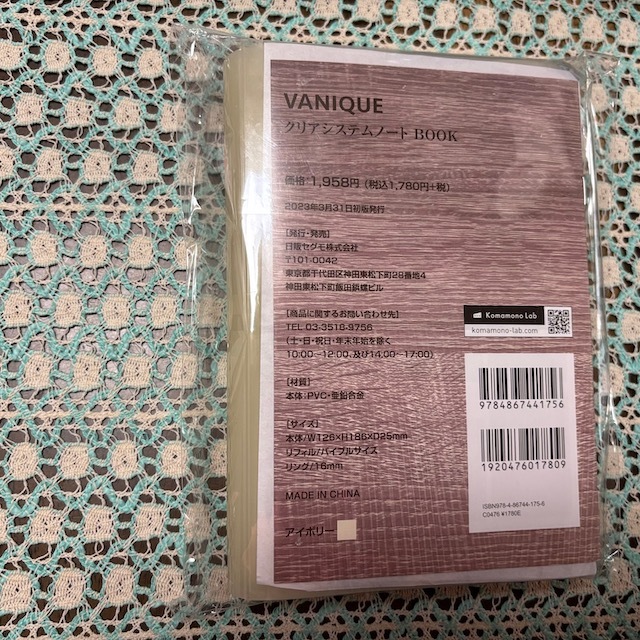 VANIQUE
クリアシステムノート BOOK
価格:1,958円 (税込1,780円+税)
2023年3月31日初版発行
[発行・発売]
日販セグモ株式会社
〒101-0042
東京都千代田区神田東松下町28番地4
神田東松下町飯田鋲螺ビル
[商品に関するお問い合わせ先]
TEL 03-3518-9756
(土・日・祝日・年末年始を除く
10:00〜12:00、及び14:00〜17:00)
Komamono Lab
komamono-lab.com
[材質]
本体:PVC・亜鉛合金
[サイズ]
本体/W126×H186×D25mm
リフィル/バイブルサイズ
リング/16mm
MADE IN CHINA
アイボリー
9784867441756
1920476017809
ISBN978-4-86744-175-6
C0476 ¥1780E